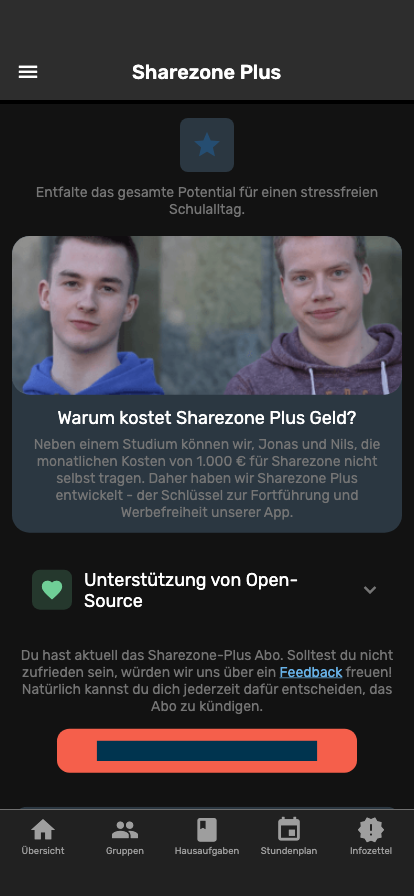 Sharezone Plus
Entfalte das gesamte Potential für einen stressfreien
Schulalltag.
Warum kostet Sharezone Plus Geld?
Neben einem Studium können wir, Jonas und Nils, die
monatlichen Kosten von 1.000 € für Sharezone nicht
selbst tragen. Daher haben wir Sharezone Plus
entwickelt - der Schlüssel zur Fortführung und
Werbefreiheit unserer App.
Unterstützung von Open-
Source
Du hast aktuell das Sharezone-Plus Abo. Solltest du nicht
zufrieden sein, würden wir uns über ein Feedback freuen!
Natürlich kannst du dich jederzeit dafür entscheiden, das
Abo zu kündigen.
Übersicht Gruppen Hausaufgaben Stundenplan Infozettel